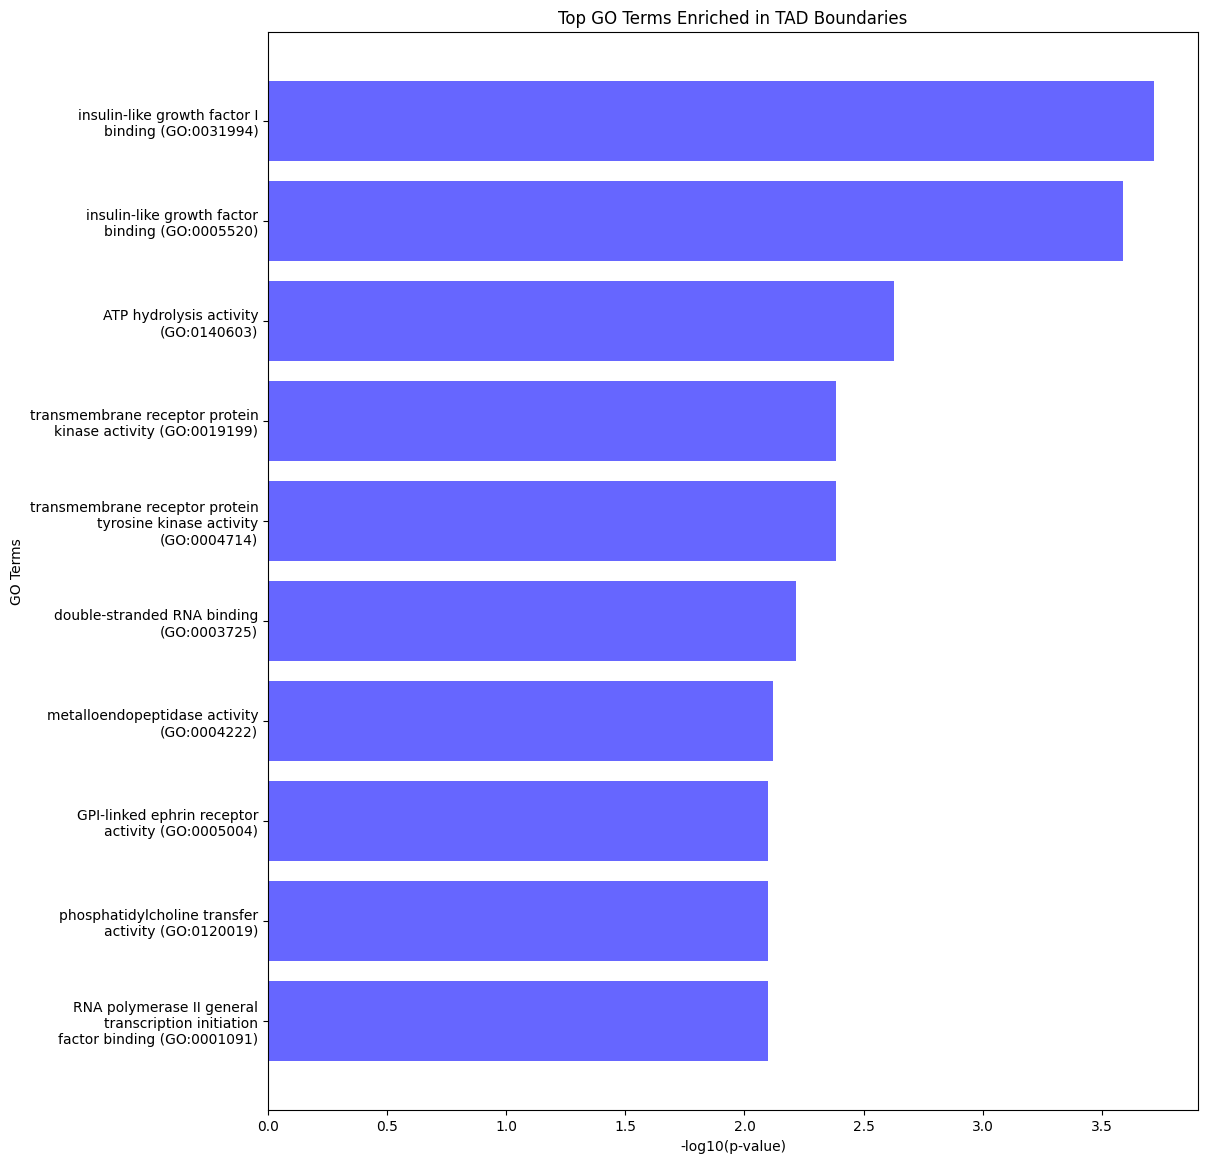 Top GO Terms Enriched in TAD Boundaries
insulin-like growth factor I
binding (GO:0031994)
insulin-like growth factor
binding (GO:0005520)
ATP hydrolysis activity
(GO:0140603)
transmembrane receptor protein
kinase activity (GO:0019199)
transmembrane receptor protein
tyrosine kinase activity
(GO:0004714)
double-stranded RNA binding
(GO:0003725)
metalloendopeptidase activity
(GO:0004222)
GPI-linked ephrin receptor
activity (GO:0005004)
phosphatidylcholine transfer
activity (GO:0120019)
RNA polymerase II general
transcription initiation
factor binding (GO:0001091)
GO Terms
0.0 0.5 1.0 1.5 2.0 2.5 3.0 3.5
-log10(p-value)